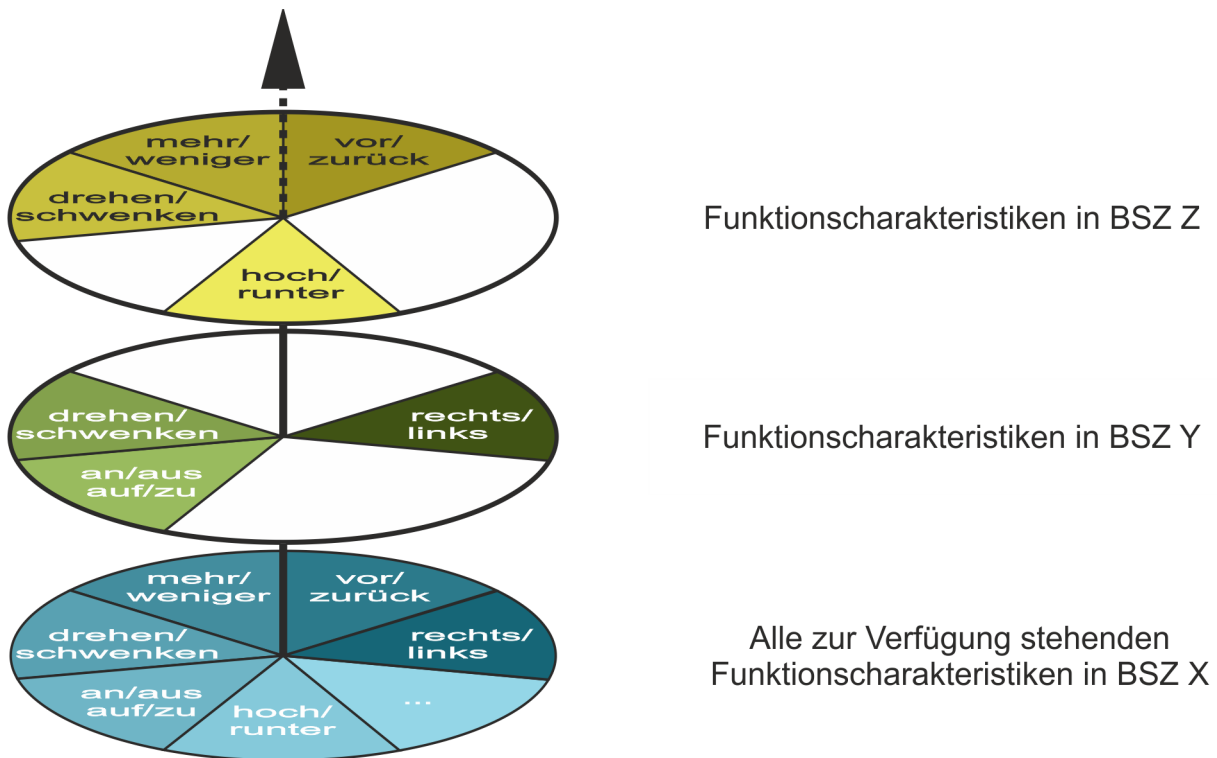 mehr/
weniger
vor/
zurück
drehen/
schwenken
hoch/
runter
Funktionscharakteristiken in BSZ Z
drehen/
schwenken
rechts/
links
an/aus
auf/zu
Funktionscharakteristiken in BSZ Y
mehr/
weniger
vor/
zurück
drehen/
schwenken
rechts/
links
an/aus
auf/zu
hoch/
runter
...
Alle zur Verfügung stehenden
Funktionscharakteristiken in BSZ X